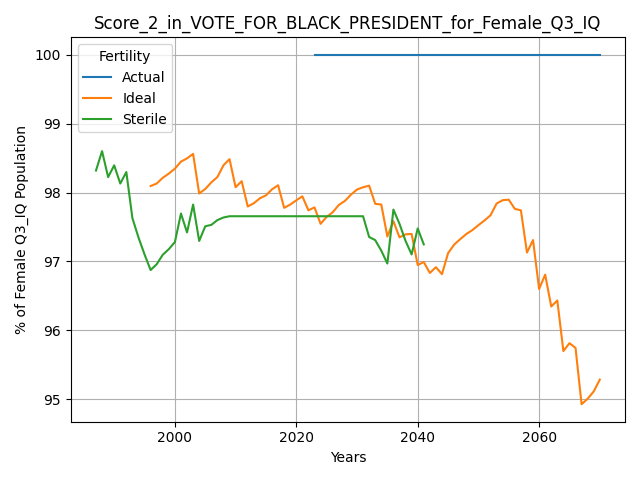 Score_2_in_VOTE_FOR_BLACK_PRESIDENT_for_Female_Q3_IQ
Fertility
Actual
Ideal
Sterile
% of Female Q3_IQ Population
100
99
98
97
96
95
2000
2020
2040
2060
Years